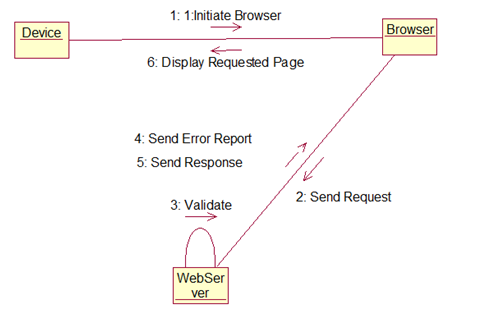 1: 1:Initiate Browser
Device
Browser
6: Display Requested Page
4: Send Error Report
5: Send Response
2: Send Request
3: Validate
WebSer
ver